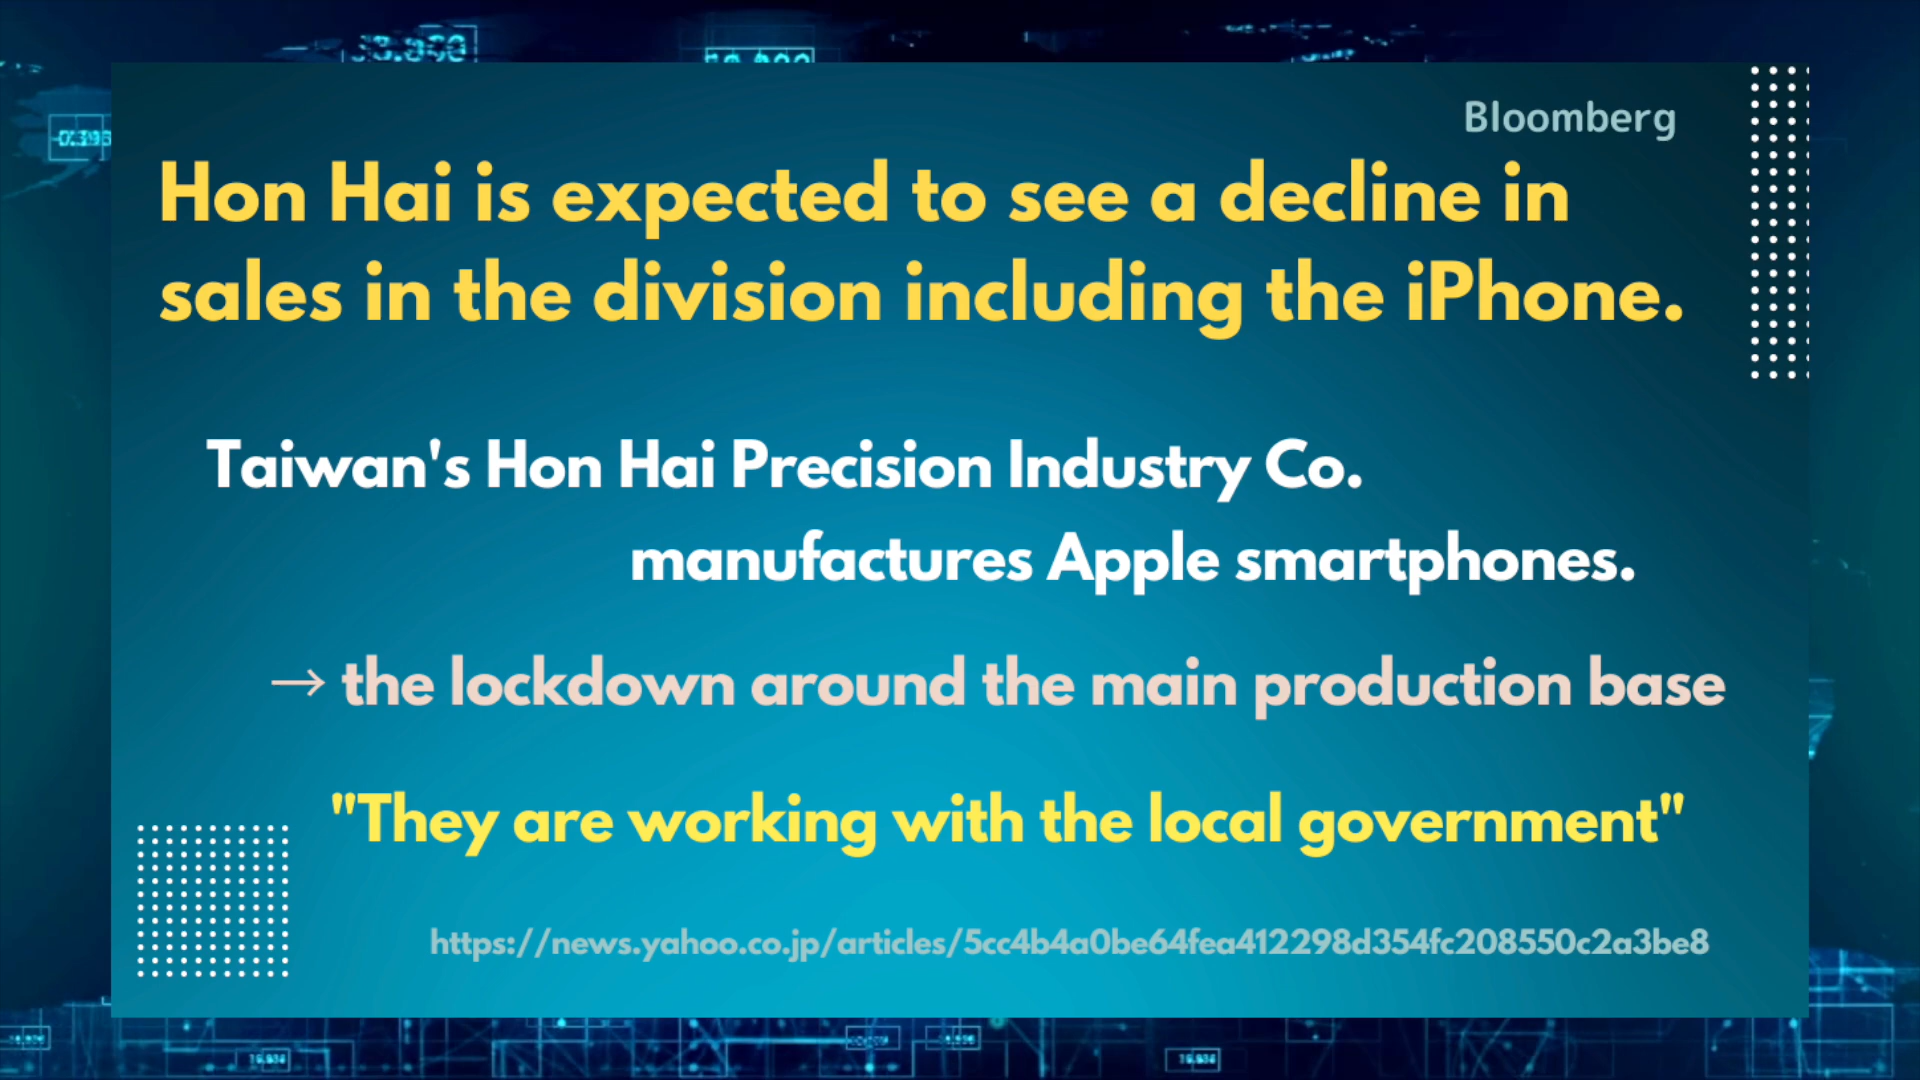 Bloomberg
Hon Hai is expected to see a decline in
sales in the division including the iPhone.
Taiwan's Hon Hai Precision Industry Co.
manufactures Apple smartphones.
→ the lockdown around the main production base
"They are working with the local government"
https://news.yahoo.co.jp/articles/5cc4b4a0be64fea412298d354fc208550c2a3be8